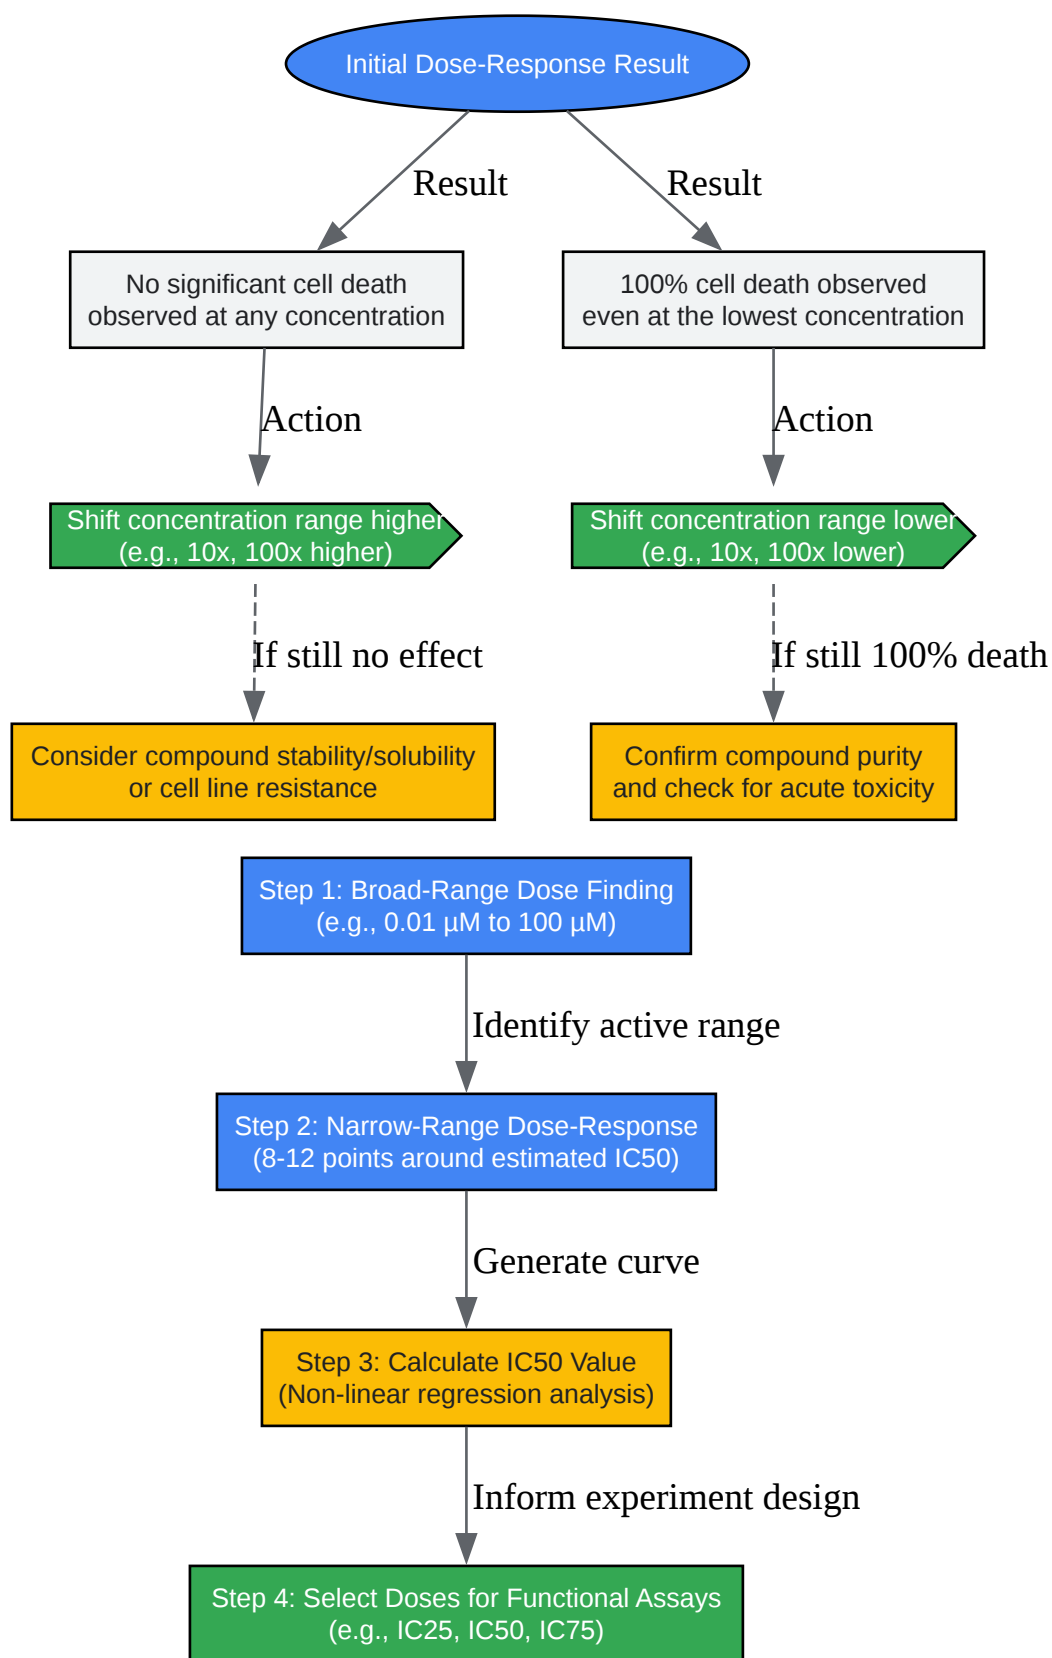 Initial Dose-Response Result
Result
Result
No significant cell death
observed at any concentration
100% cell death observed
even at the lowest concentration
Action
Action
Shift concentration range higher
(e.g., 10x, 100x higher)
Shift concentration range lower
(e.g., 10x, 100x lower)
If still no effect
If still 100% death
Consider compound stability/solubility
or cell line resistance
Confirm compound purity
and check for acute toxicity
Step 1: Broad-Range Dose Finding
(e.g., 0.01 µM to 100 µM)
Identify active range
Step 2: Narrow-Range Dose-Response
(8-12 points around estimated IC50)
Generate curve
Step 3: Calculate IC50 Value
(Non-linear regression analysis)
Inform experiment design
Step 4: Select Doses for Functional Assays
(e.g., IC25, IC50, IC75)